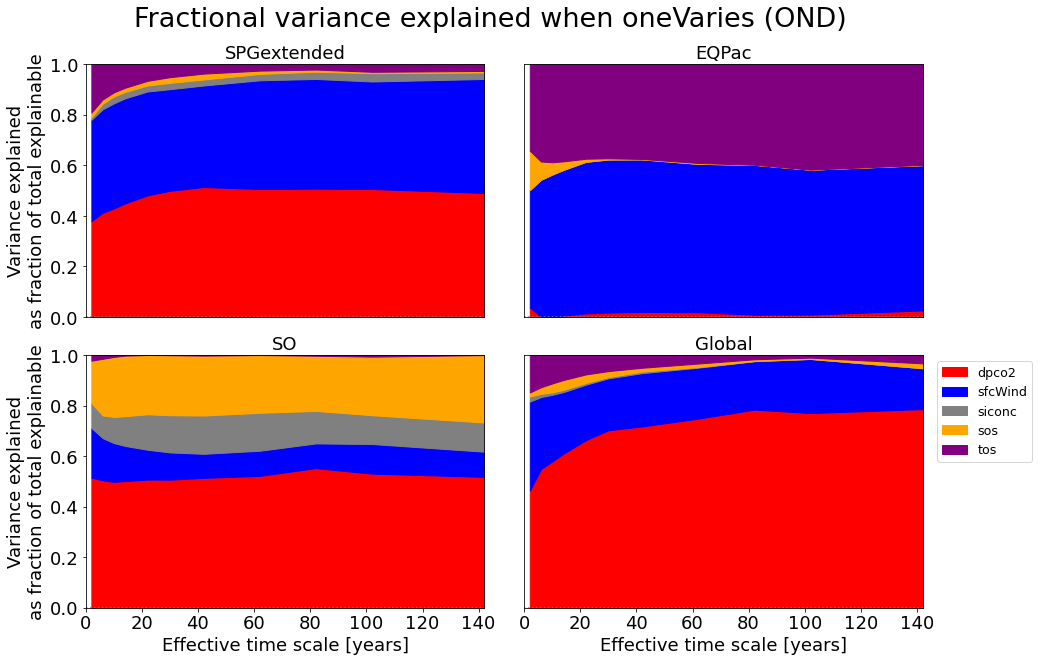 Fractional variance explained when oneVaries (OND)
SPGextended
EQPac
Variance explained
as fraction of total explainable
1.0
0.8
0.6
0.4
0.2
0.0
SO
Global
Variance explained
as fraction of total explainable
1.0
0.8
0.6
0.4
0.2
0.0
0 20 40 60 80 100 120 140
0 20 40 60 80 100 120 140
Effective time scale [years]
Effective time scale [years]
dpco2
sfcWind
siconc
sos
tos